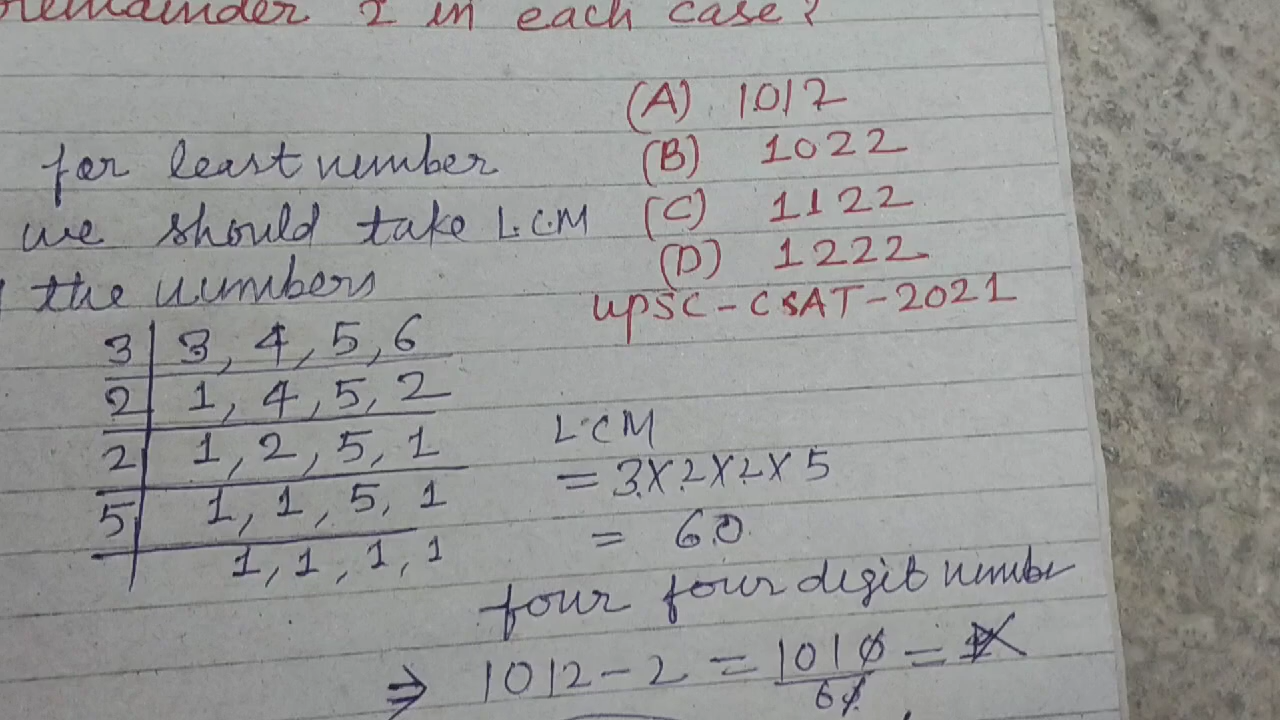 remainder 2 in each case?
(A) 1012
for least number
(B) 1022
we should take L.C.M
(C) 1122
(D) 1222
the numbers
UPSC-CSAT-2021
3 | 3, 4, 5, 6
2 | 1, 4, 5, 2
2 | 1, 2, 5, 1
5 | 1, 1, 5, 1
1, 1, 1, 1
L.C.M
= 3×2×2×5
= 60
four four digit number
⇒ 1012-2 = 1010/60 =